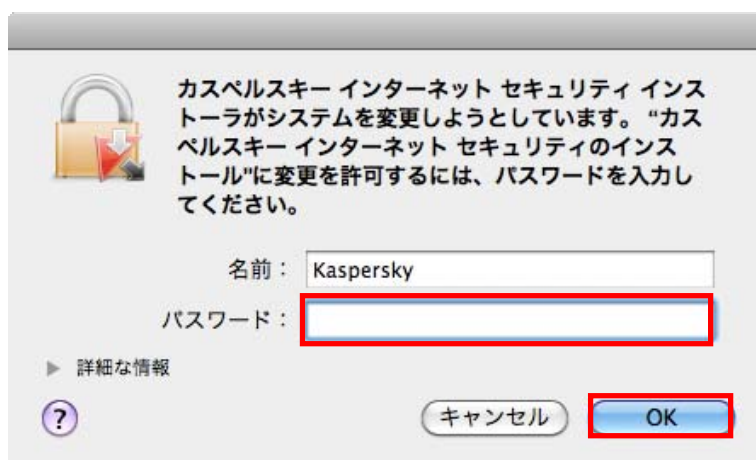 カスペルスキー インターネット セキュリティ インス
トーラがシステムを変更しようとしています。 “カス
ペルスキー インターネット セキュリティのインス
トール"に変更を許可するには、パスワードを入力し
てください。
名前： Kaspersky
パスワード：
▶ 詳細な情報
? キャンセル OK